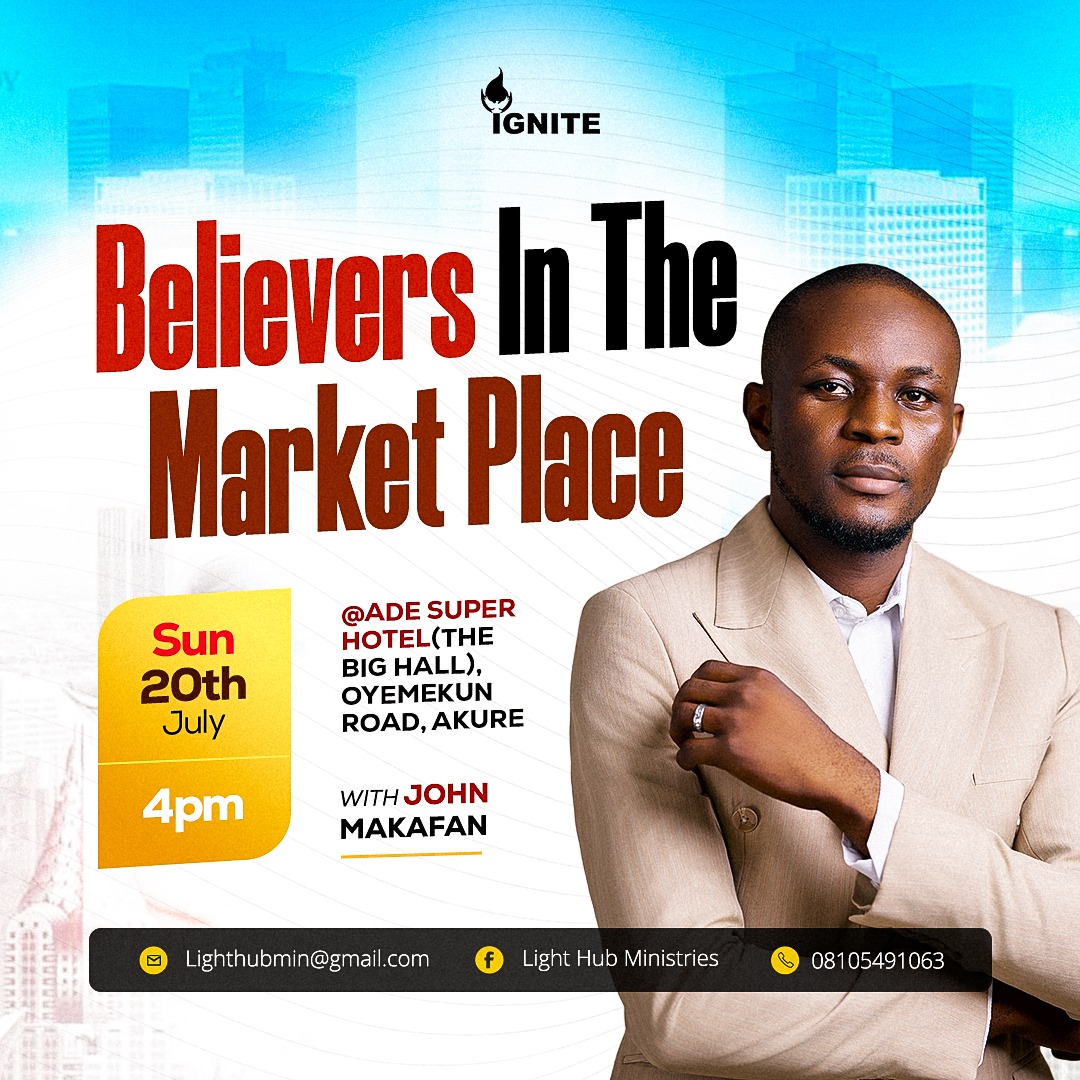 IGNITE
Believers In The
Market Place
Sun
20th
July
4pm
@ADE SUPER
HOTEL(THE
BIG HALL),
OYEMEKUN
ROAD, AKURE
WITH JOHN
MAKAFAN
Lighthubmin@gmail.com
Light Hub Ministries
08105491063